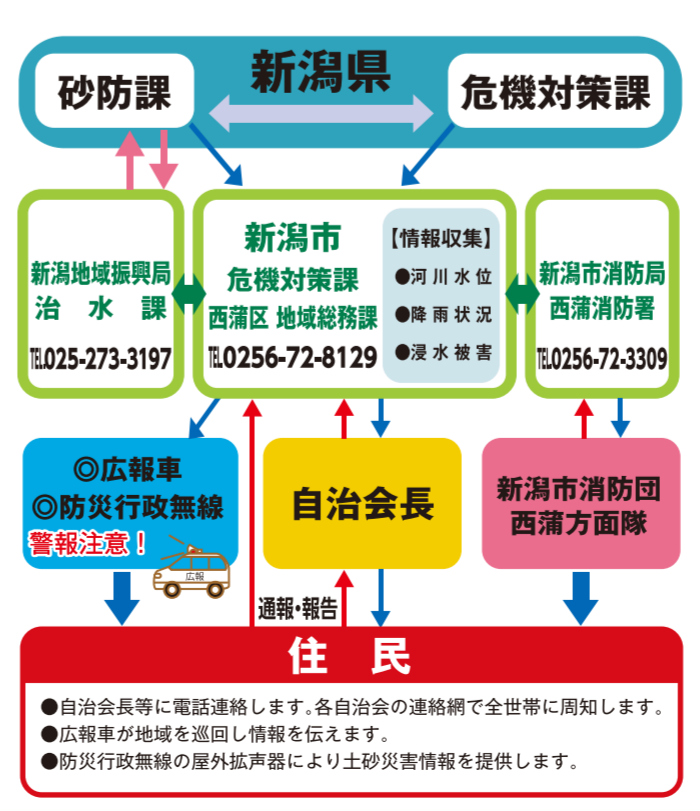 新潟県
砂防課
危機対策課
新潟地域振興局
治水課
TEL025-273-3197
新潟市
危機対策課
西蒲区 地域総務課
TEL0256-72-8129
【情報収集】
●河川水位
●降雨状況
●浸水被害
新潟市消防局
西蒲消防署
TEL0256-72-3309
◎広報車
◎防災行政無線
警報注意！
広報
自治会長
新潟市消防団
西蒲方面隊
通報・報告
住民
●自治会長等に電話連絡します。各自治会の連絡網で全世帯に周知します。
●広報車が地域を巡回し情報を伝えます。
●防災行政無線の屋外拡声器により土砂災害情報を提供します。